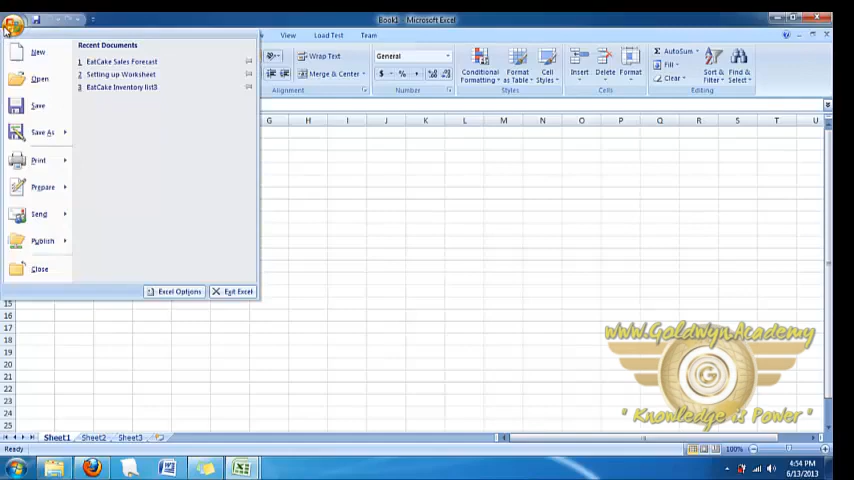 Book1 - Microsoft Excel
Load Test Team
Recent Documents
1 EatCake Sales Forecast
2 Setting up Worksheet
3 EatCake Inventory list3
New
Open
Save
Save As
Print
Prepare
Send
Publish
Close
Excel Options Exit Excel
Wrap Text
Merge & Center
Alignment
General
$ % ,
Number
Conditional Formatting
Format as Table
Cell Styles
Styles
Insert Delete Format
Cells
Σ AutoSum
Fill
Clear
Sort & Filter
Find & Select
Editing
G H I J K L M N O P Q R S T U
15
16
17
18
19
20
21
22
23
24
25
www.GoldwynAcademy
G
" Knowledge is Power "
Sheet1 Sheet2 Sheet3
Ready
100%
4:54 PM
6/13/2013